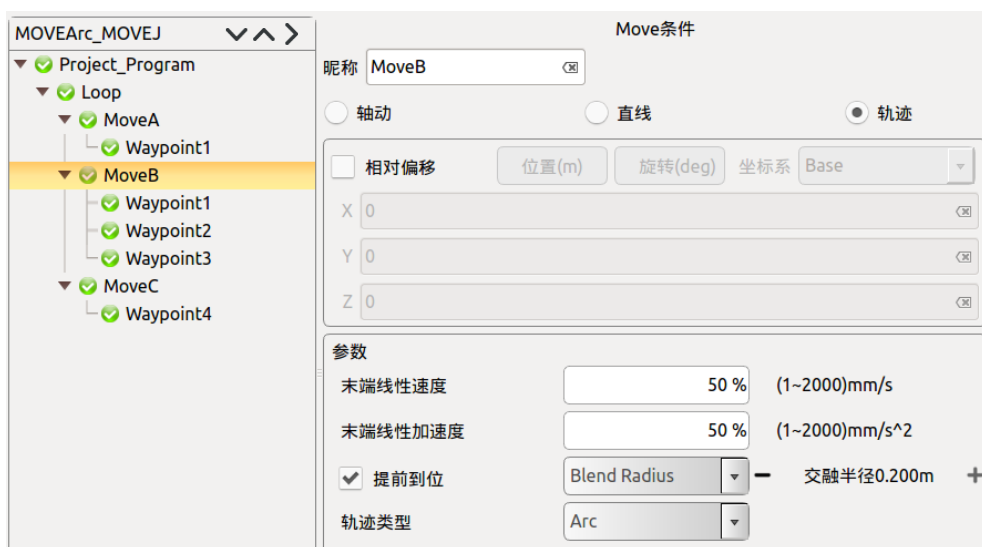 MOVEArc_MOVEJ
Project_Program
Loop
MoveA
Waypoint1
MoveB
Waypoint1
Waypoint2
Waypoint3
MoveC
Waypoint4
Move条件
昵称 MoveB
轴动 直线 轨迹
相对偏移 位置(m) 旋转(deg) 坐标系 Base
X 0
Y 0
Z 0
参数
末端线性速度 50 % (1~2000)mm/s
末端线性加速度 50 % (1~2000)mm/s^2
提前到位 Blend Radius 交融半径0.200m
轨迹类型 Arc